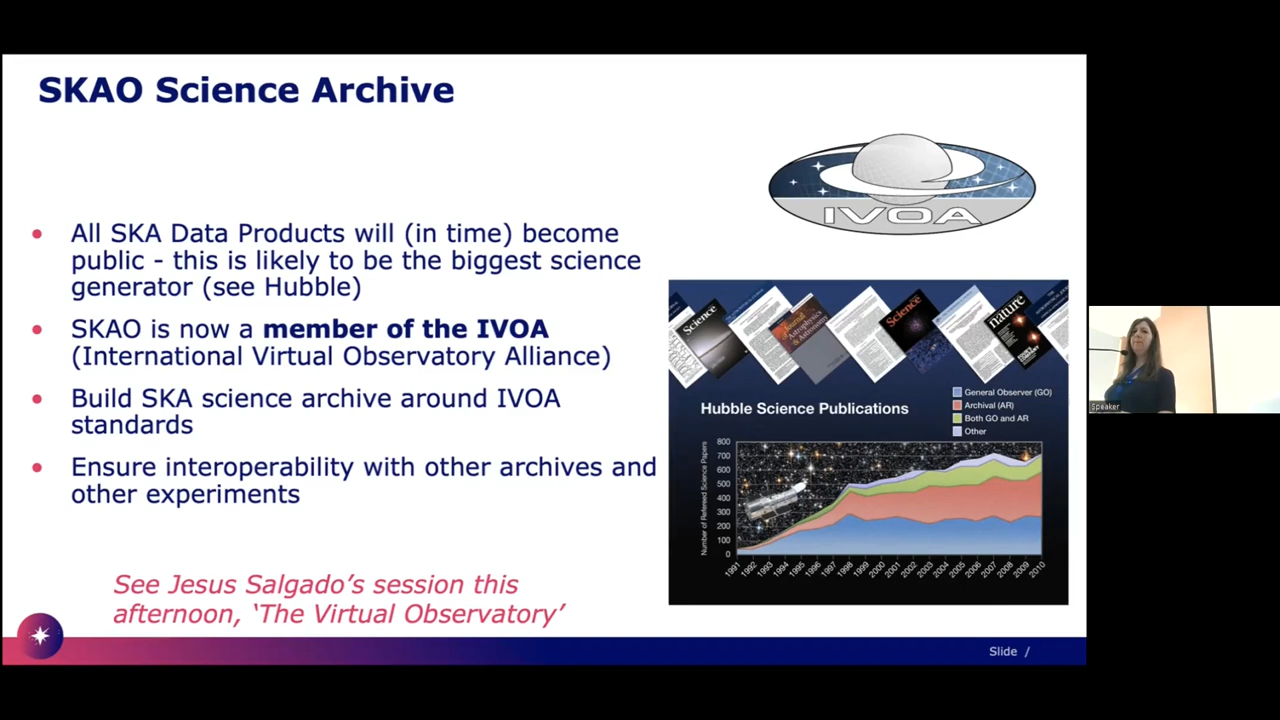 SKAO Science Archive
IVOA
All SKA Data Products will (in time) become
public - this is likely to be the biggest science
generator (see Hubble)
SKAO is now a member of the IVOA
(International Virtual Observatory Alliance)
Build SKA science archive around IVOA
standards
Ensure interoperability with other archives and
other experiments
See Jesus Salgado’s session this
afternoon, ‘The Virtual Observatory’
Science
Journal
Astrophysics
& Astronomy
Science
nature
Hubble Science Publications
General Observer (GO)
Archival (AR)
Both GO and AR
Other
Number of Refereed Science Papers
800
700
600
500
400
300
200
100
0
1991 1992 1993 1994 1995 1996 1997 1998 1999 2000 2001 2002 2003 2004 2005 2006 2007 2008 2009 2010
Slide /
Speaker